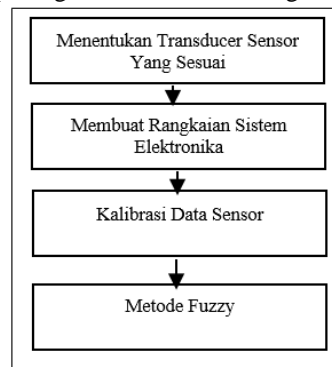 Menentukan Transducer Sensor
Yang Sesuai
Membuat Rangkaian Sistem
Elektronika
Kalibrasi Data Sensor
Metode Fuzzy